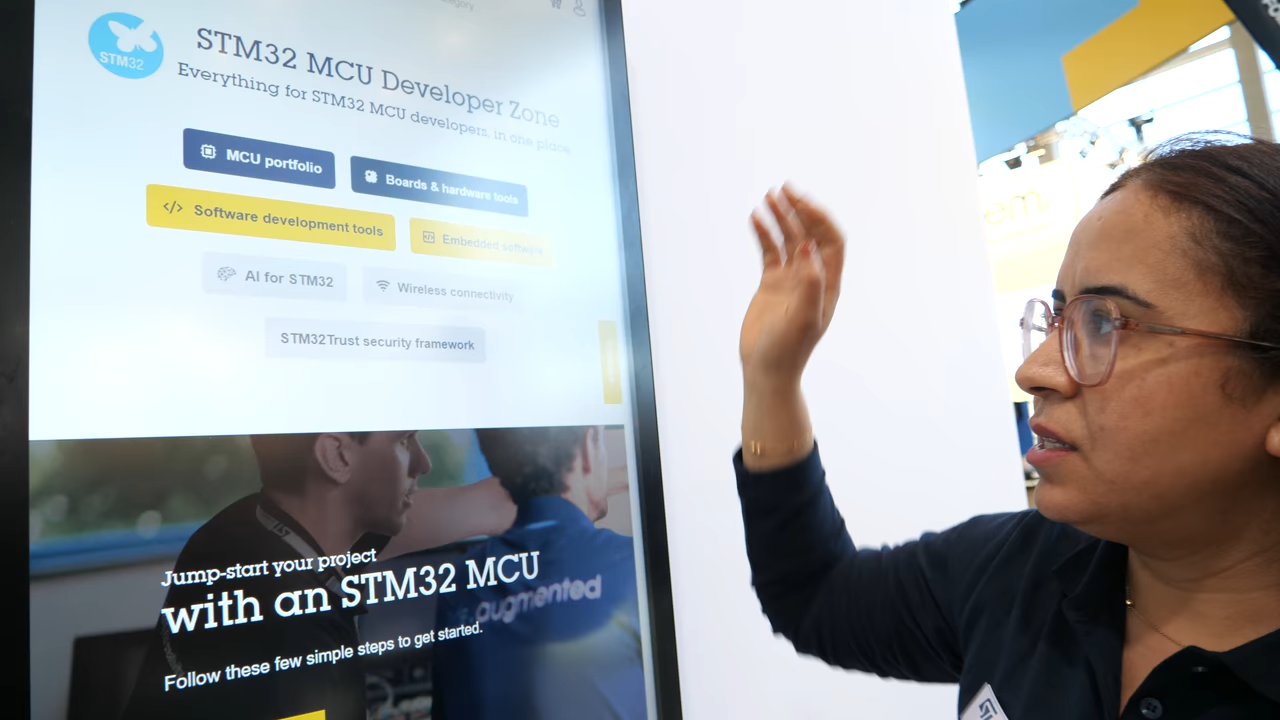 STM32
STM32 MCU Developer Zone
Everything for STM32 MCU developers, in one place
MCU portfolio
Boards & hardware tools
Software development tools
Embedded software
AI for STM32
Wireless connectivity
STM32Trust security framework
Jump-start your project
with an STM32 MCU
augmented
Follow these few simple steps to get started.